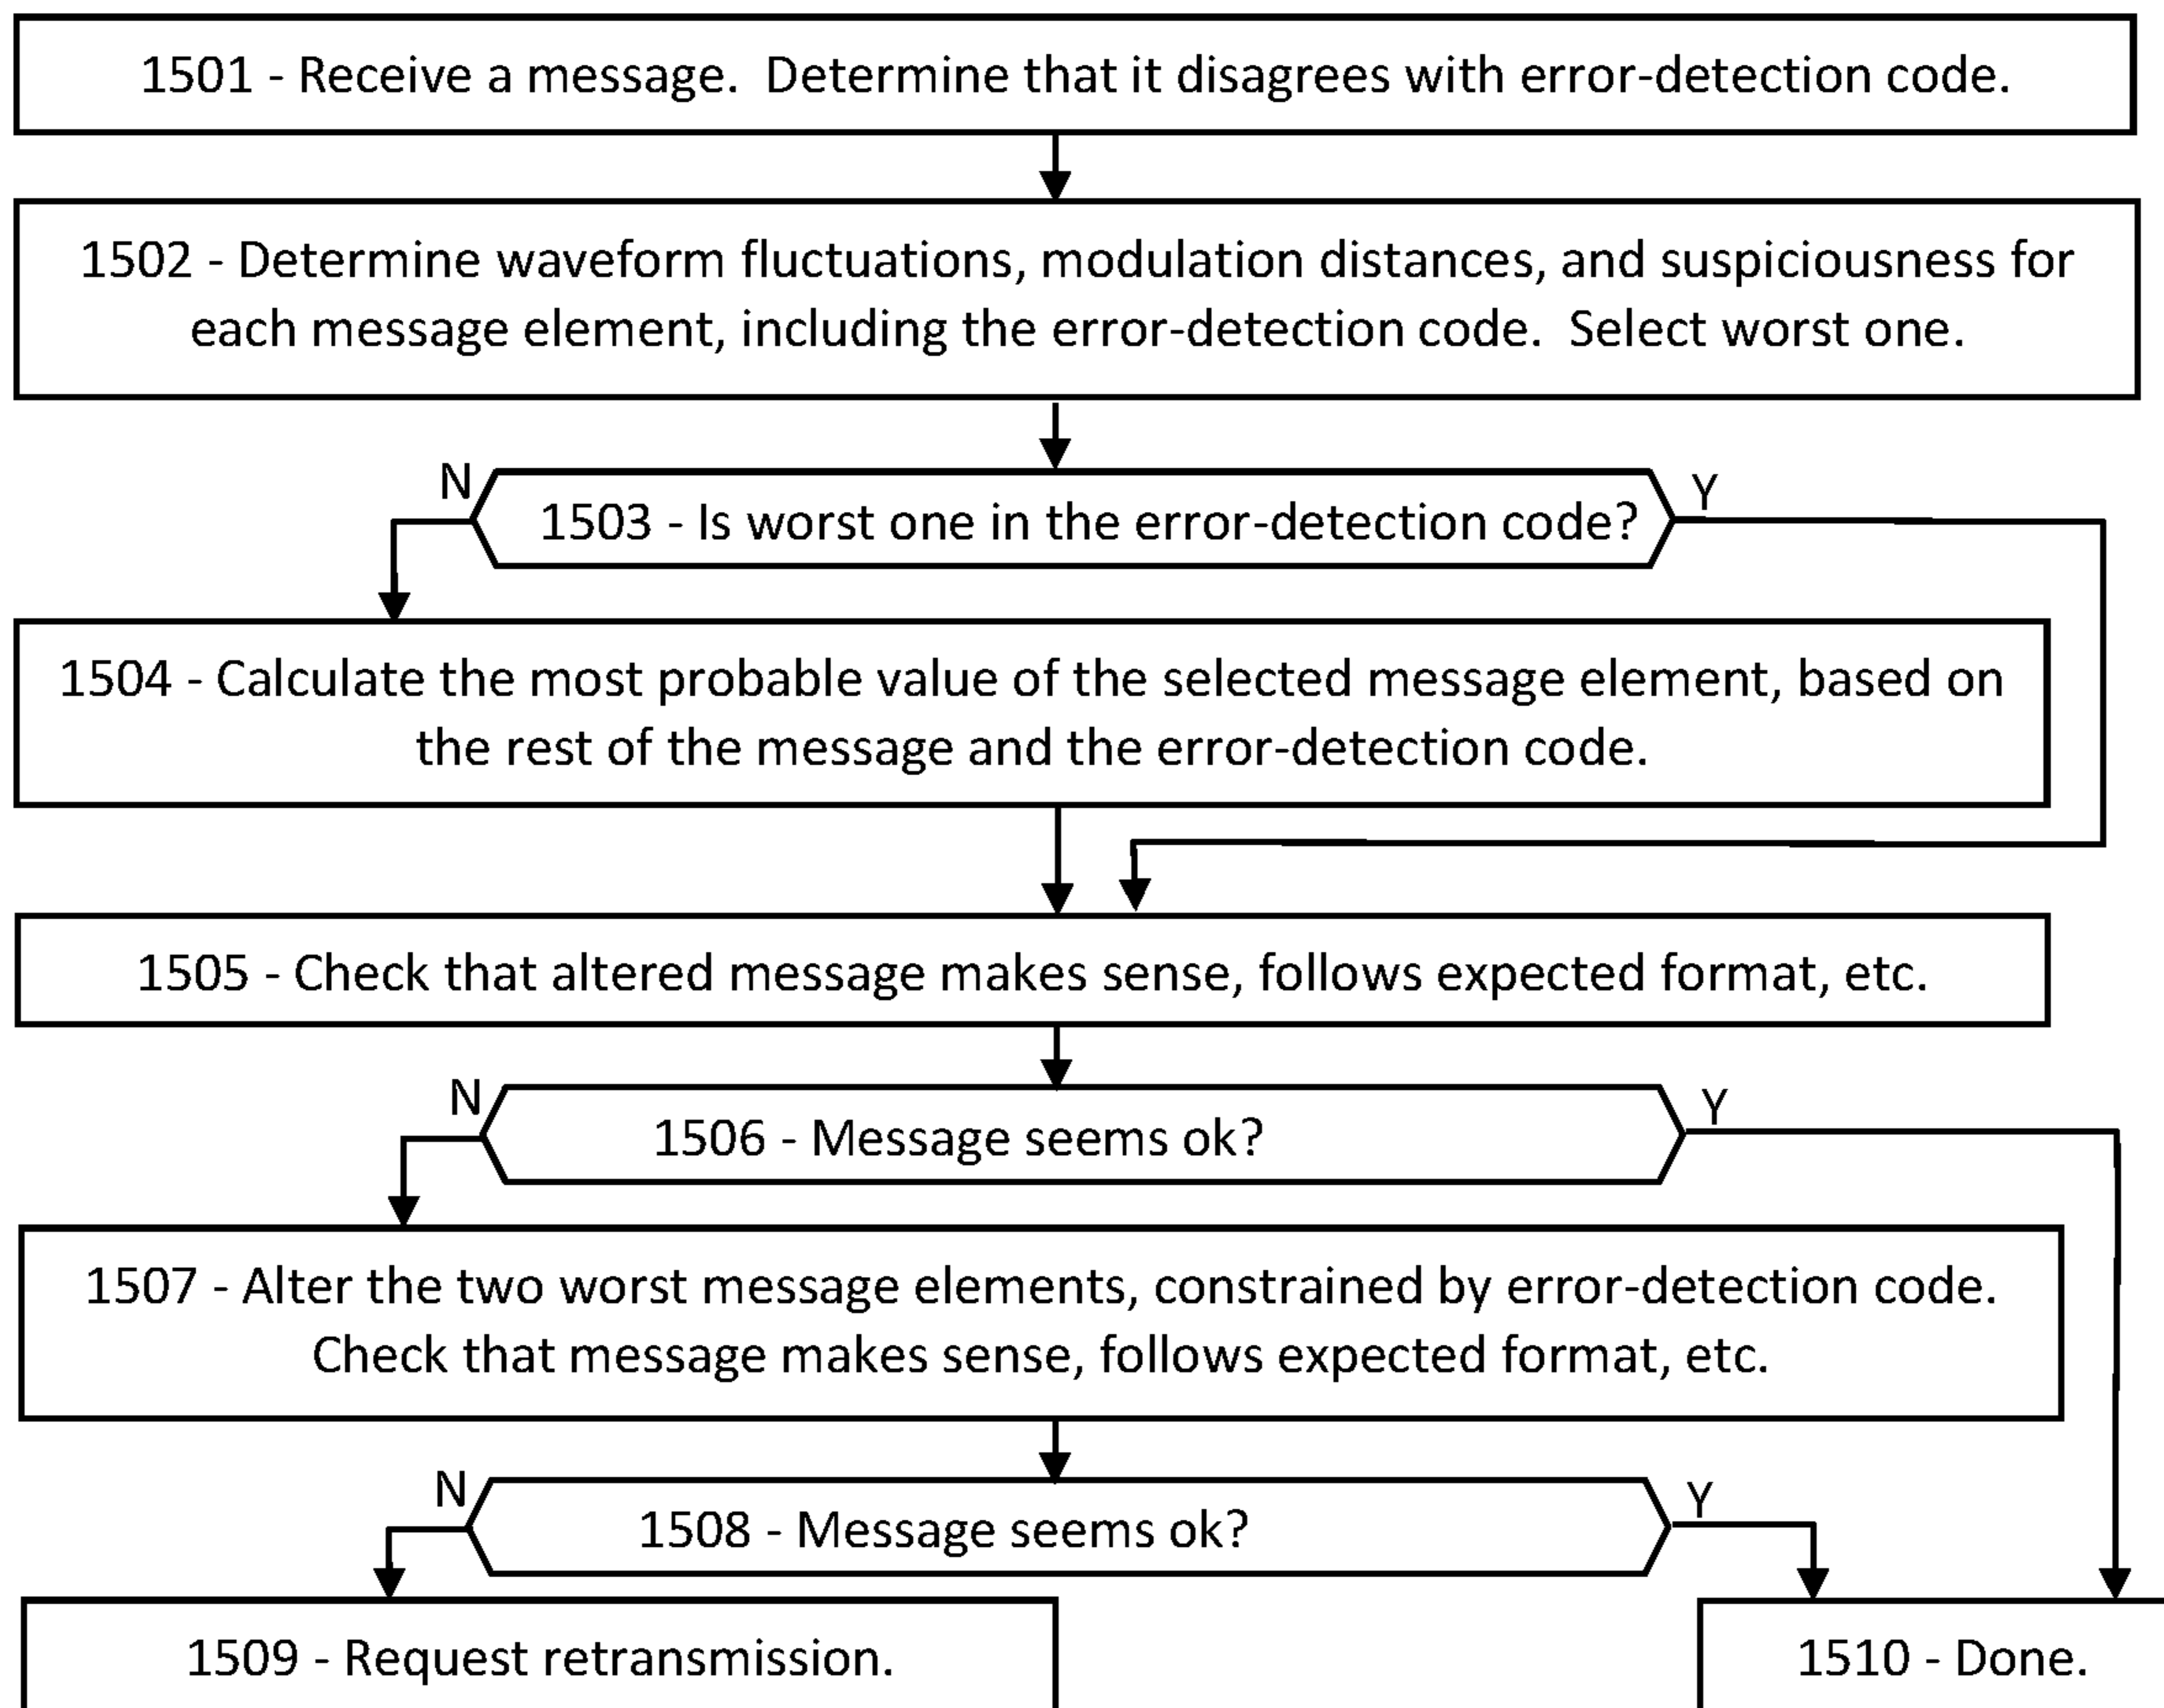 1501 - Receive a message.  Determine that it disagrees with error-detection code.
1502 - Determine waveform fluctuations, modulation distances, and suspiciousness for
each message element, including the error-detection code.  Select worst one.
N
Y
1503 - Is worst one in the error-detection code?
1504 - Calculate the most probable value of the selected message element, based on
the rest of the message and the error-detection code.
1505 - Check that altered message makes sense, follows expected format, etc.
N
Y
1506 - Message seems ok?
1507 - Alter the two worst message elements, constrained by error-detection code.
Check that message makes sense, follows expected format, etc.
N
Y
1508 - Message seems ok?
1509 - Request retransmission.
1510 - Done.